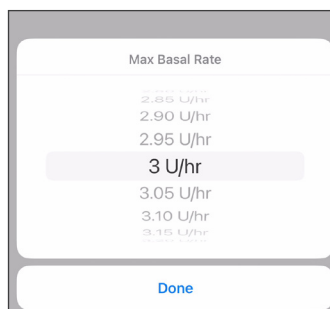 Max Basal Rate
2.85 U/hr
2.90 U/hr
2.95 U/hr
3 U/hr
3.05 U/hr
3.10 U/hr
3.15 U/hr
Done